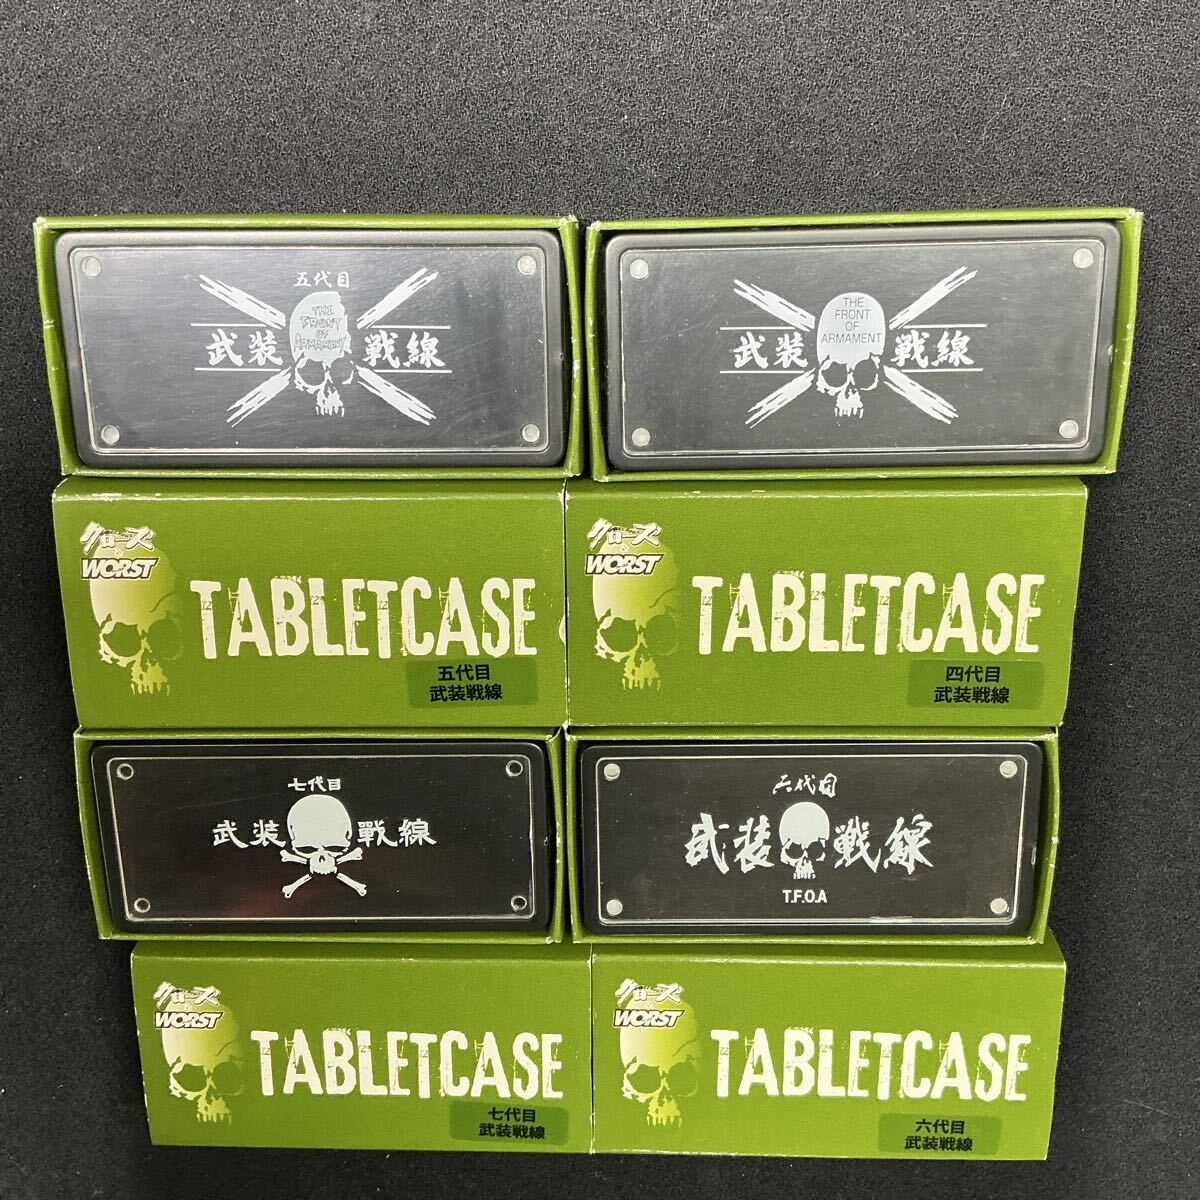 五代目
THE
FRONT
OF
ARMAMENT
武装戦線
THE
FRONT
OF
ARMAMENT
武装戦線
クローズ
&
WORST
TABLETCASE
五代目
武装戦線
クローズ
&
WORST
TABLETCASE
四代目
武装戦線
七代目
武装戰線
六代目
武装戦線
T.F.O.A
クローズ
&
WORST
TABLETCASE
七代目
武装戦線
クローズ
&
WORST
TABLETCASE
六代目
武装戦線